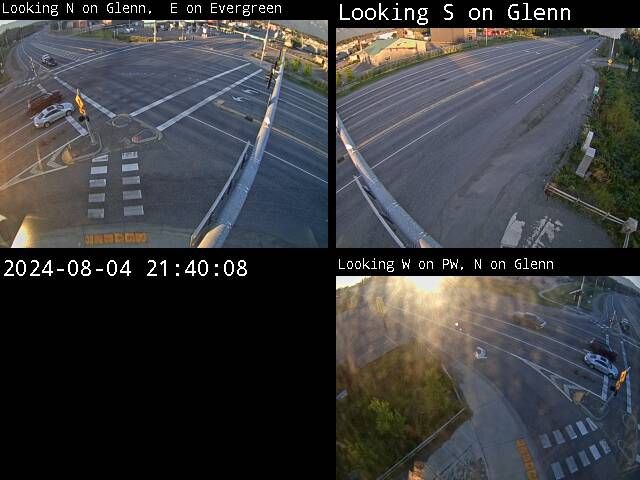 Looking N on Glenn, E on Evergreen
Looking S on Glenn
2024-08-04 21:40:08
Looking W on PW, N on Glenn